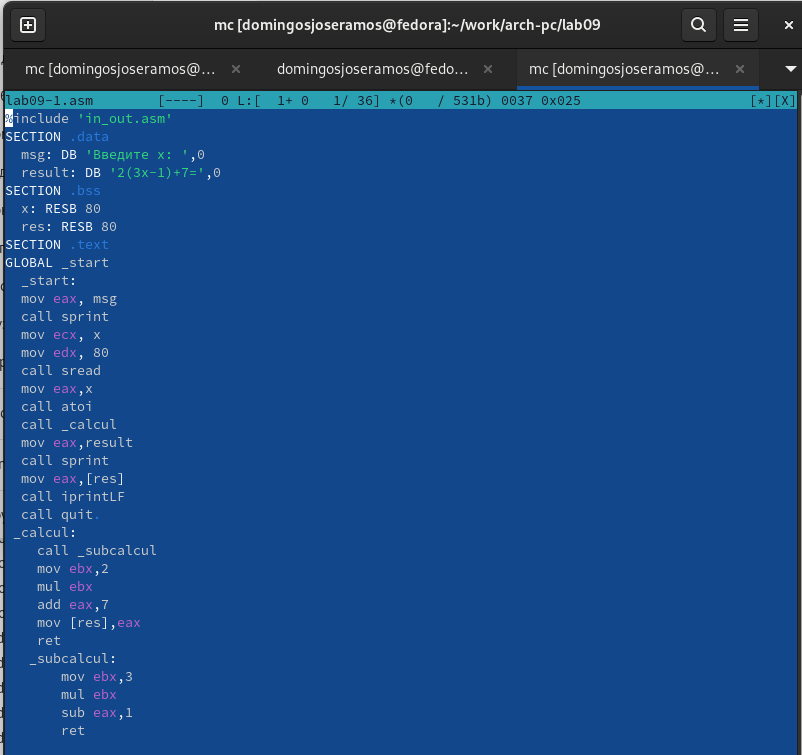 mc [domingosjoseramos@fedora]:~/work/arch-pc/lab09
mc [domingosjoseramos@... × domingosjoseramos@fedo... × mc [domingosjoseramos@... ×
lab09-1.asm [----] 0 L:[ 1+ 0 1/ 36] *(0 / 531b) 0037 0x025 [*][X]
%include 'in_out.asm'
SECTION .data
msg: DB 'Введите x: ',0
result: DB '2(3x-1)+7=',0
SECTION .bss
x: RESB 80
res: RESB 80
SECTION .text
GLOBAL _start
_start:
mov eax, msg
call sprint
mov ecx, x
mov edx, 80
call sread
mov eax,x
call atoi
call _calcul
mov eax,result
call sprint
mov eax,[res]
call iprintLF
call quit.
_calcul:
call _subcalcul
mov ebx,2
mul ebx
add eax,7
mov [res],eax
ret
_subcalcul:
mov ebx,3
mul ebx
sub eax,1
ret